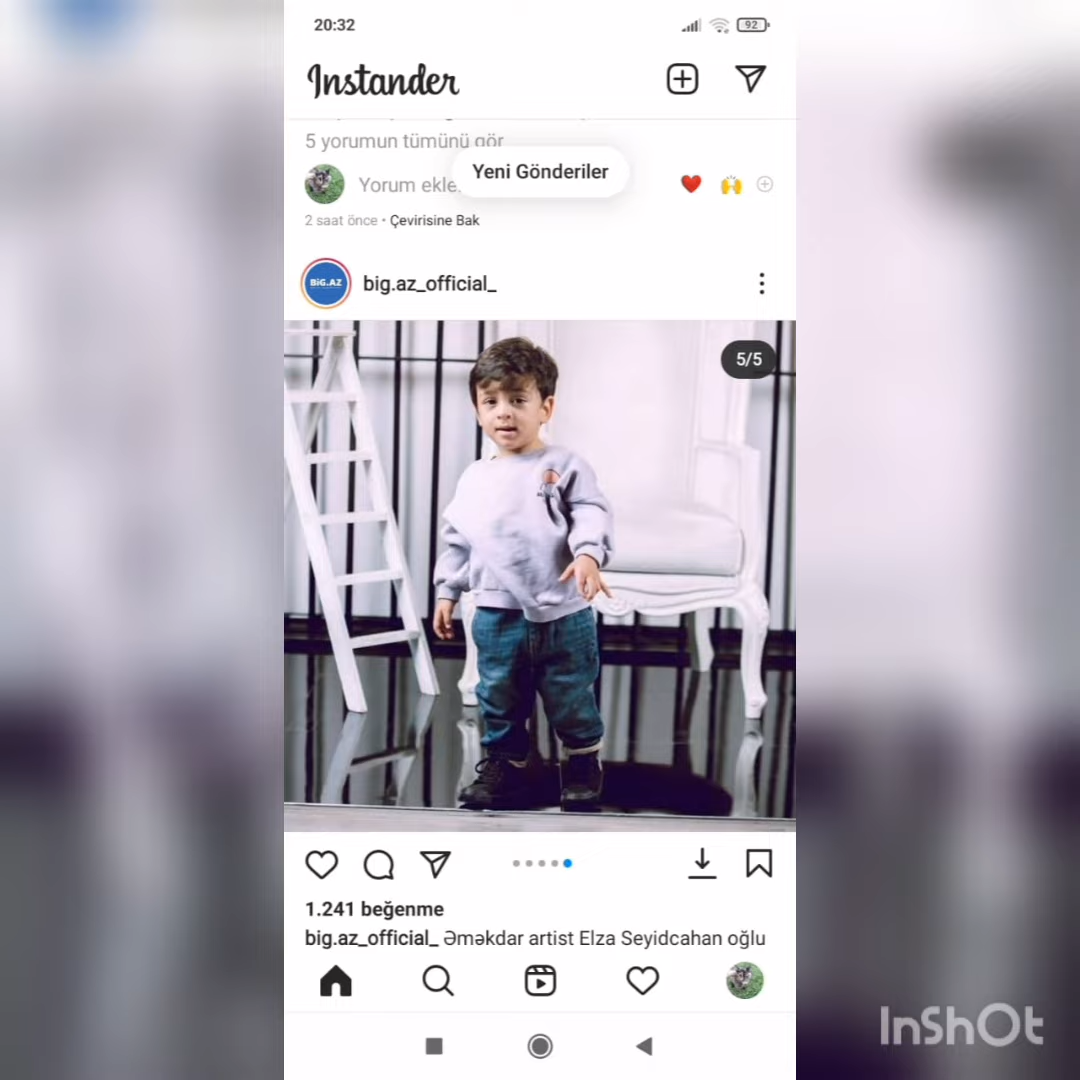 20:32
92
Instander
5 yorumun tümünü gör
Yeni Gönderiler
Yorum ekle
2 saat önce • Çevirisine Bak
BiG.AZ
big.az_official_
5/5
1.241 beğenme
big.az_official_ Əməkdar artist Elza Seyidcahan oğlu
InShOt